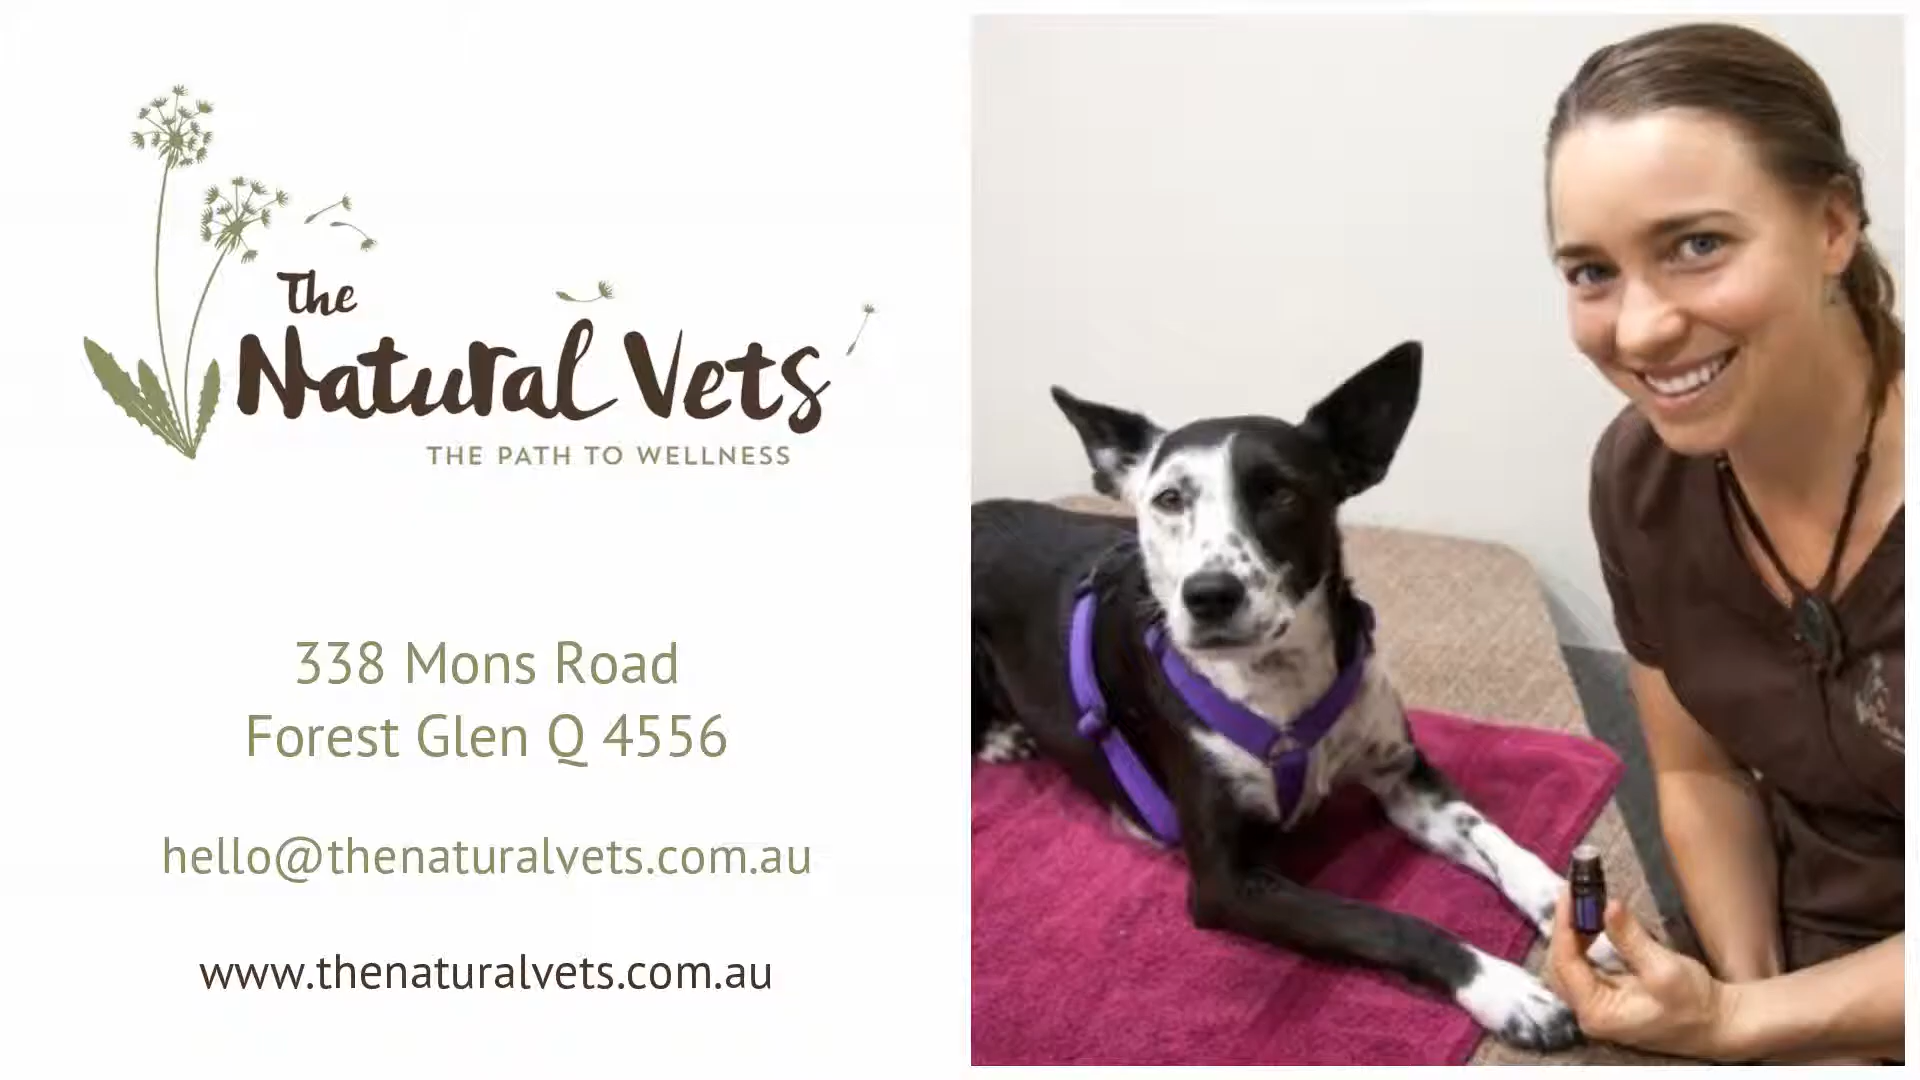 The
Natural Vets
THE PATH TO WELLNESS
338 Mons Road
Forest Glen Q 4556
hello@thenaturalvets.com.au
www.thenaturalvets.com.au